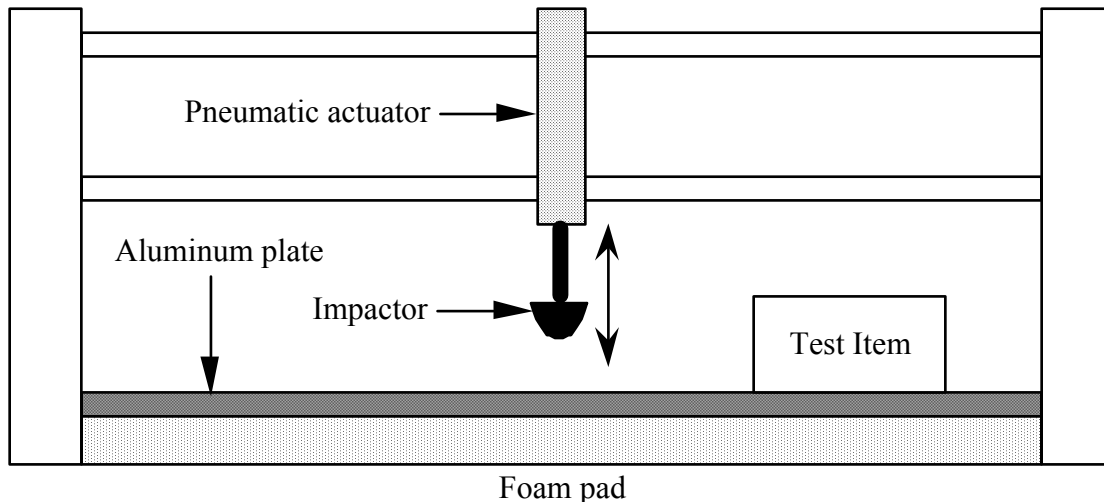 Pneumatic actuator
Aluminum plate
Impactor
Test Item
Foam pad